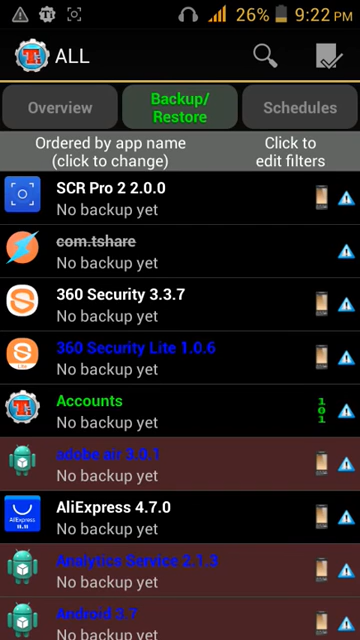 26% 9:22 PM
ALL
Overview
Backup/
Restore
Schedules
Ordered by app name
(click to change)
Click to
edit filters
SCR Pro 2 2.0.0
No backup yet
com.tshare
No backup yet
360 Security 3.3.7
No backup yet
360 Security Lite 1.0.6
No backup yet
Accounts
No backup yet
adobe air 3.0.1
No backup yet
AliExpress 4.7.0
No backup yet
Analytics Service 2.1.3
No backup yet
Android 3.7
No backup yet